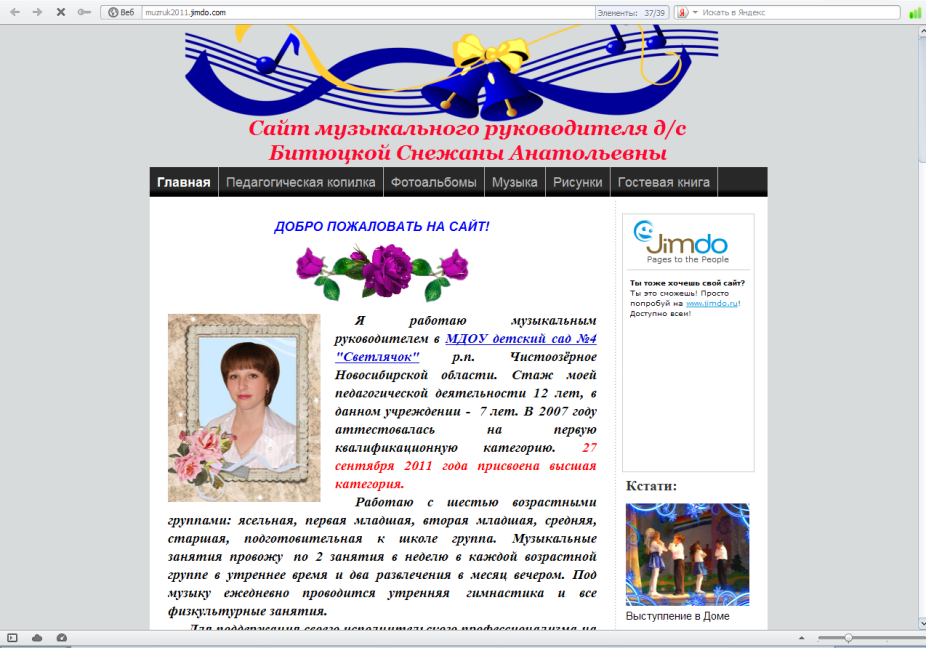 Веб
muzruk2011.jimdo.com
Элементы: 37/39
Искать в Яндекс
Сайт музыкального руководителя д/с
Битюцкой Снежаны Анатольевны
Главная
Педагогическая копилка
Фотоальбомы
Музыка
Рисунки
Гостевая книга
ДОБРО ПОЖАЛОВАТЬ НА САЙТ!
Я работаю музыкальным
руководителем в МДОУ детский сад №4
"Светлячок" р.п. Чистоозёрное
Новосибирской области. Стаж моей
педагогической деятельности 12 лет, в
данном учреждении - 7 лет. В 2007 году
аттестовалась на первую
квалификационную категорию. 27
сентября 2011 года присвоена высшая
категория.
Работаю с шестью возрастными
группами: ясельная, первая младшая, вторая младшая, средняя,
старшая, подготовительная к школе группа. Музыкальные
занятия провожу по 2 занятия в неделю в каждой возрастной
группе в утреннее время и два развлечения в месяц вечером. Под
музыку ежедневно проводится утренняя гимнастика и все
физкультурные занятия.
Для поддержания своего исполнительского профессионализма на
Jimdo
Pages to the People
Ты тоже хочешь свой сайт?
Ты это сможешь! Просто
попробуй на www.jimdo.ru!
Доступно всем!
Кстати:
Выступление в Доме